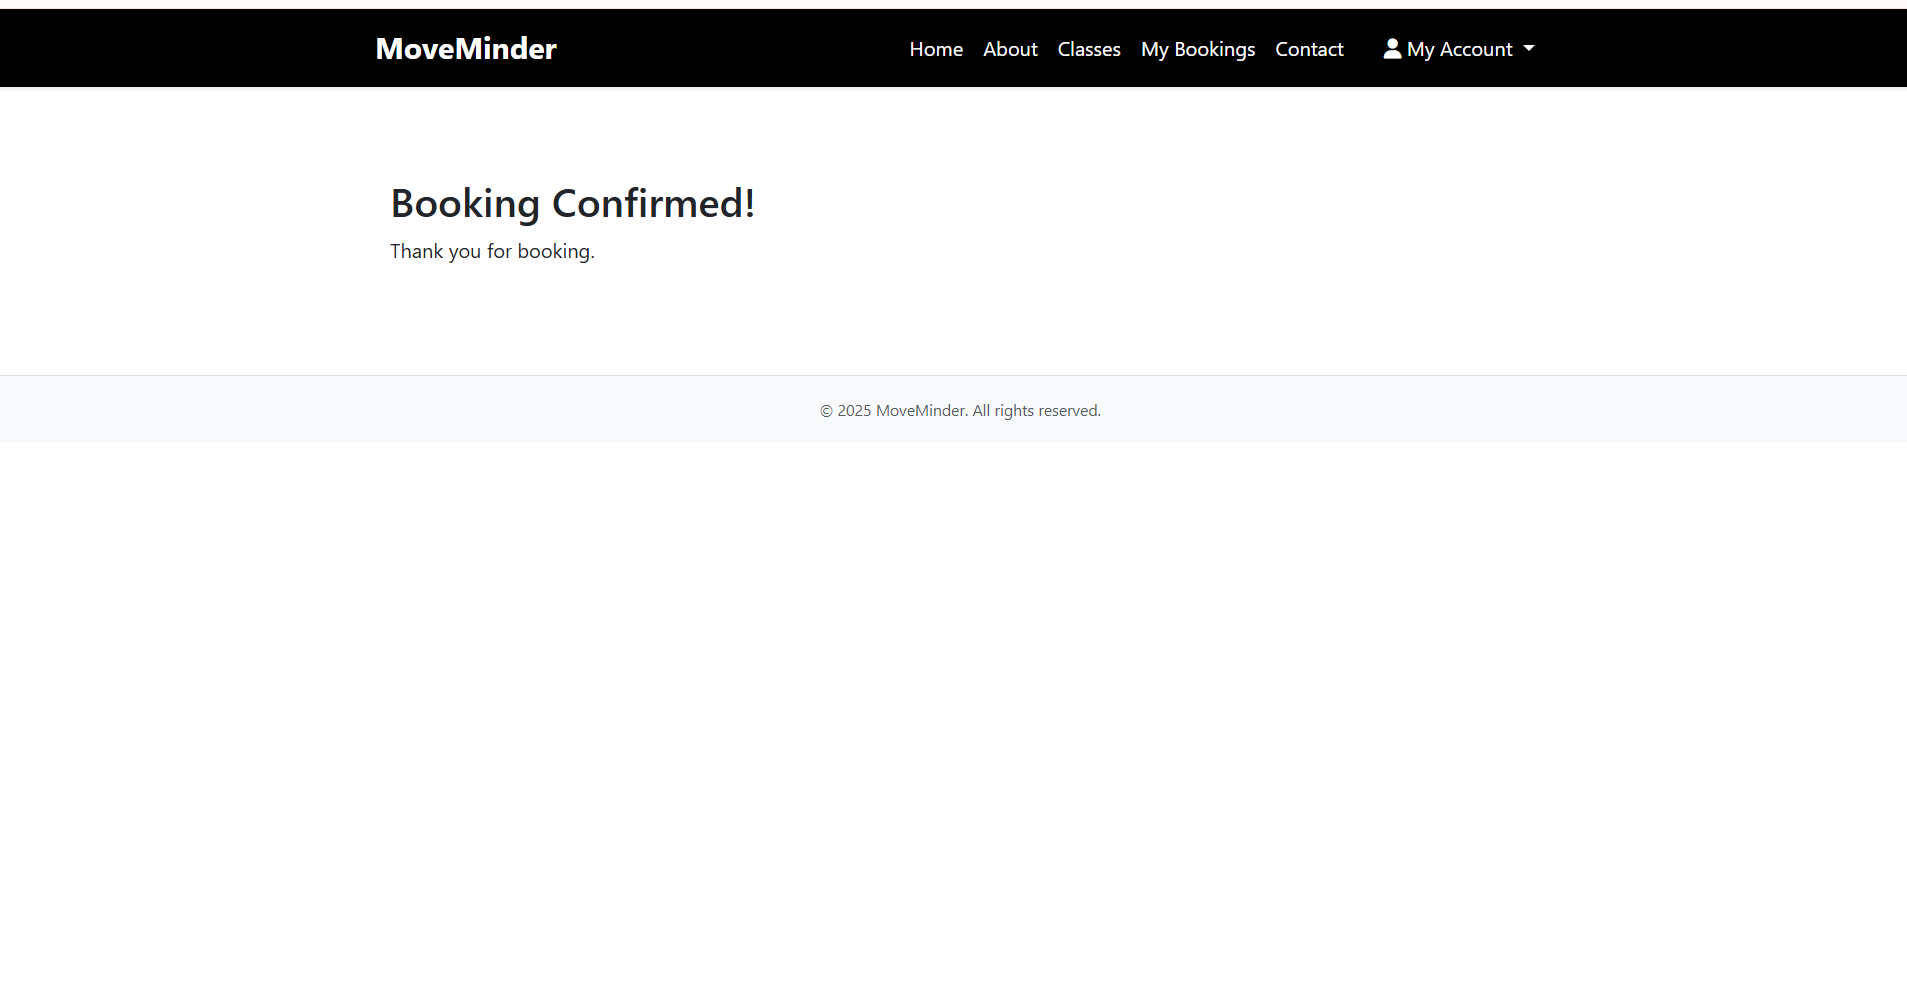 MoveMinder
Home About Classes My Bookings Contact My Account
Booking Confirmed!
Thank you for booking.
© 2025 MoveMinder. All rights reserved.